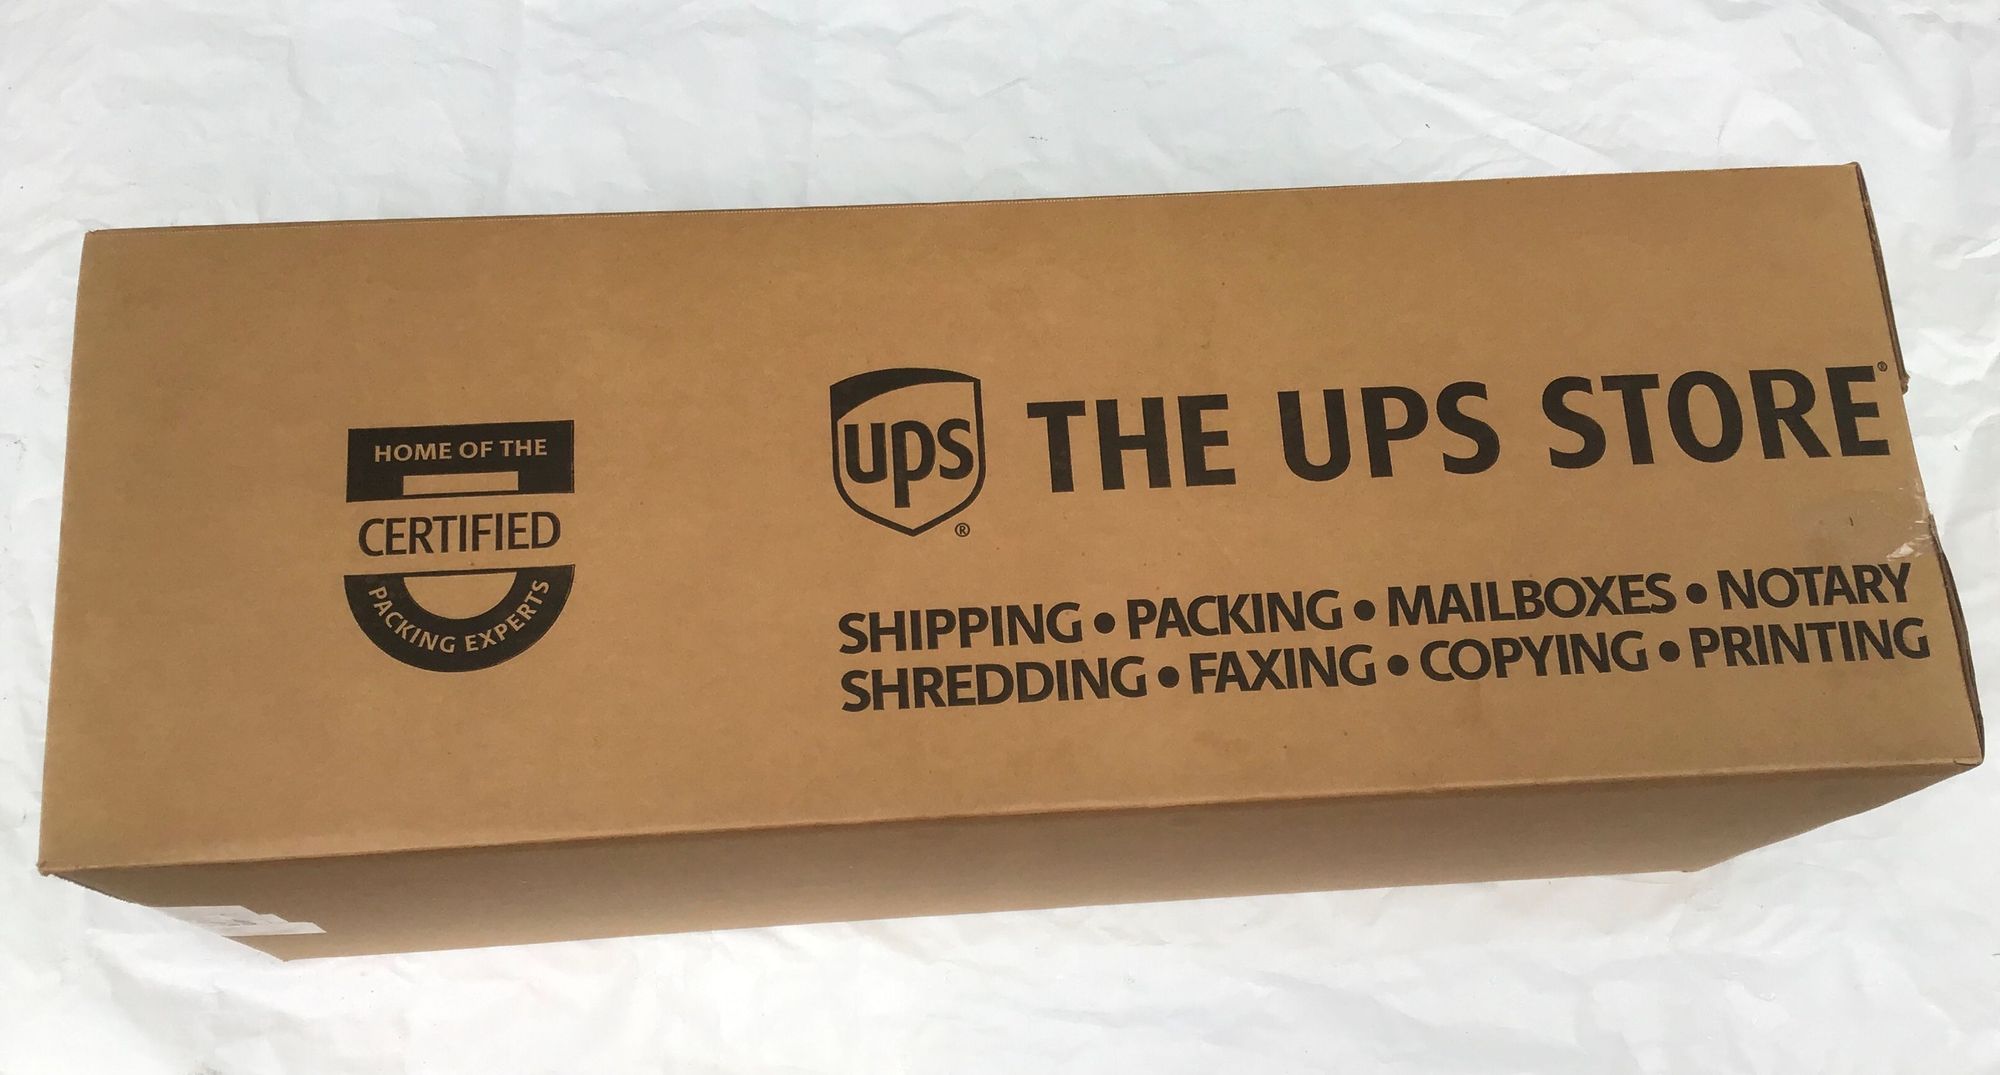 HOME OF THE
CERTIFIED
PACKING EXPERTS
ups®
THE UPS STORE®
SHIPPING • PACKING • MAILBOXES • NOTARY
SHREDDING • FAXING • COPYING • PRINTING